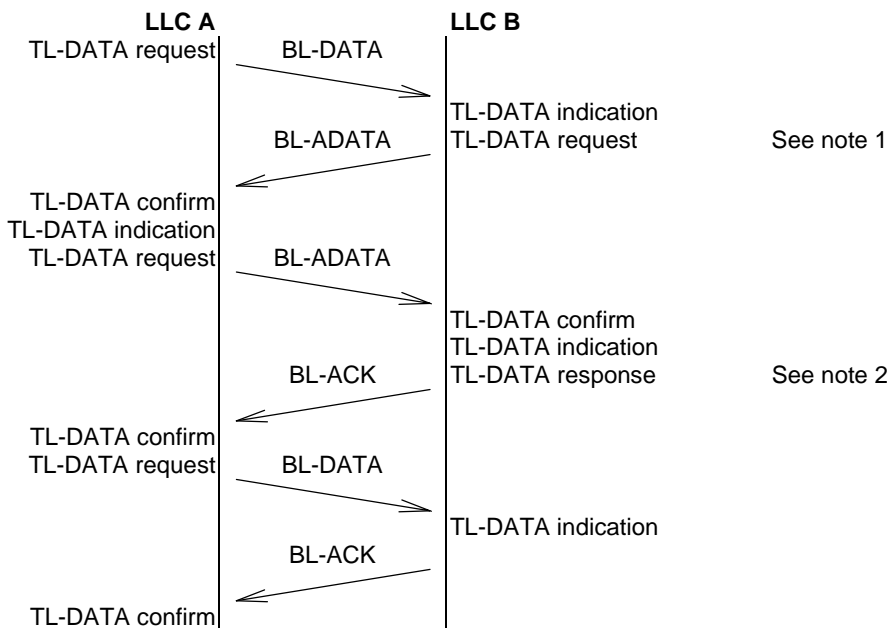 LLC A LLC B
TL-DATA request BL-DATA
TL-DATA indication
BL-ADATA TL-DATA request See note 1
TL-DATA confirm
TL-DATA indication
TL-DATA request BL-ADATA
TL-DATA confirm
TL-DATA indication
BL-ACK TL-DATA response See note 2
TL-DATA confirm
TL-DATA request BL-DATA
TL-DATA indication
BL-ACK
TL-DATA confirm